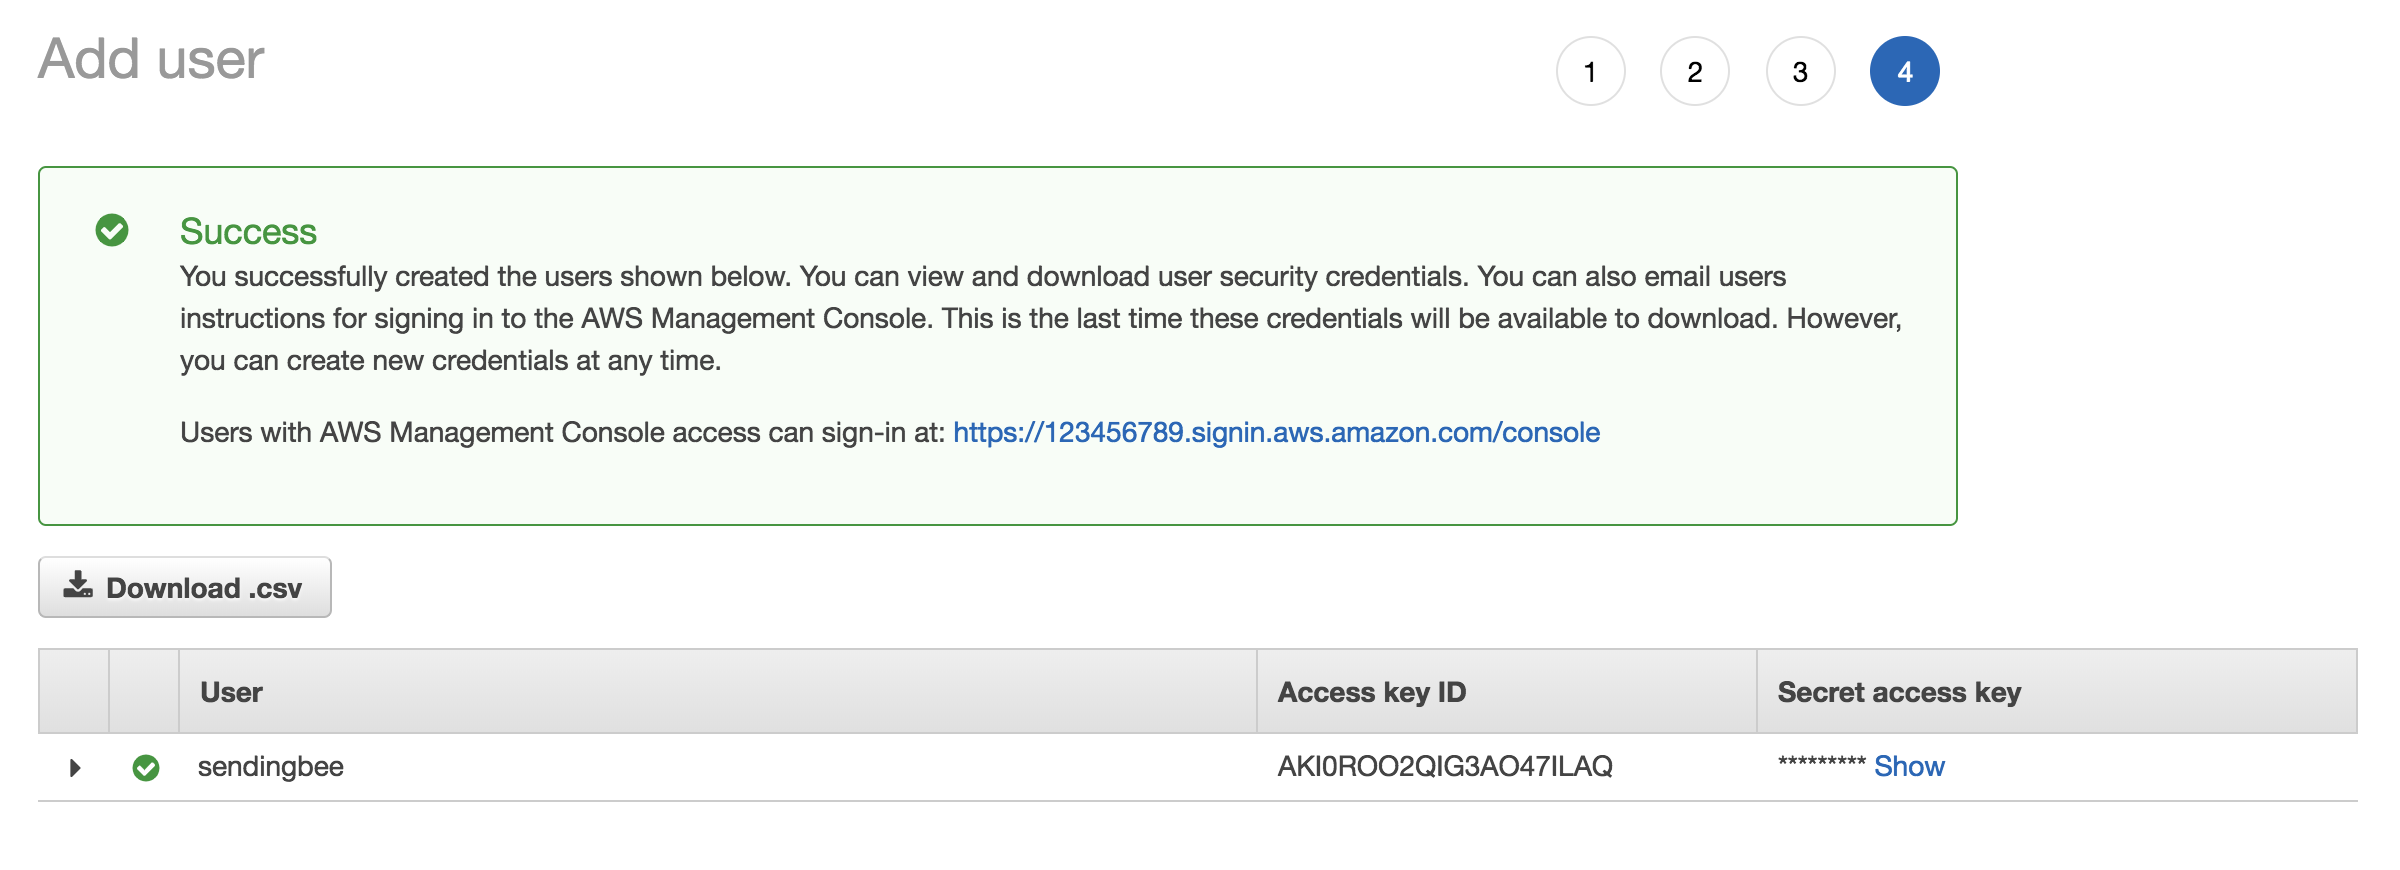 Add user
1 2 3 4
Success
You successfully created the users shown below. You can view and download user security credentials. You can also email users
instructions for signing in to the AWS Management Console. This is the last time these credentials will be available to download. However,
you can create new credentials at any time.
Users with AWS Management Console access can sign-in at: https://123456789.signin.aws.amazon.com/console
Download .csv
User Access key ID Secret access key
sendingbee AKI0ROO2QIG3AO47ILAQ ********* Show